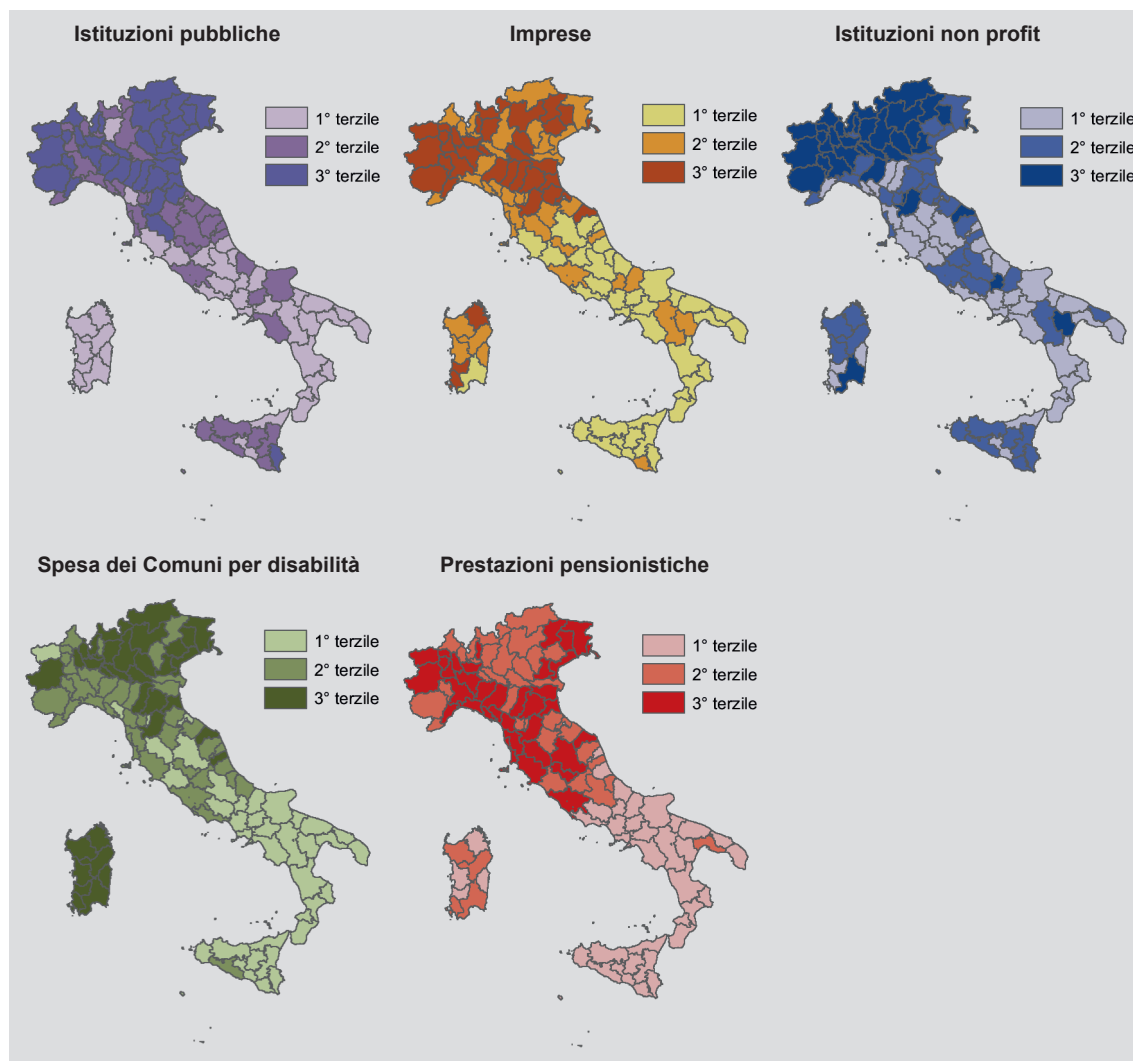 Istituzioni pubbliche
1° terzile
2° terzile
3° terzile
Imprese
1° terzile
2° terzile
3° terzile
Istituzioni non profit
1° terzile
2° terzile
3° terzile
Spesa dei Comuni per disabilità
1° terzile
2° terzile
3° terzile
Prestazioni pensionistiche
1° terzile
2° terzile
3° terzile